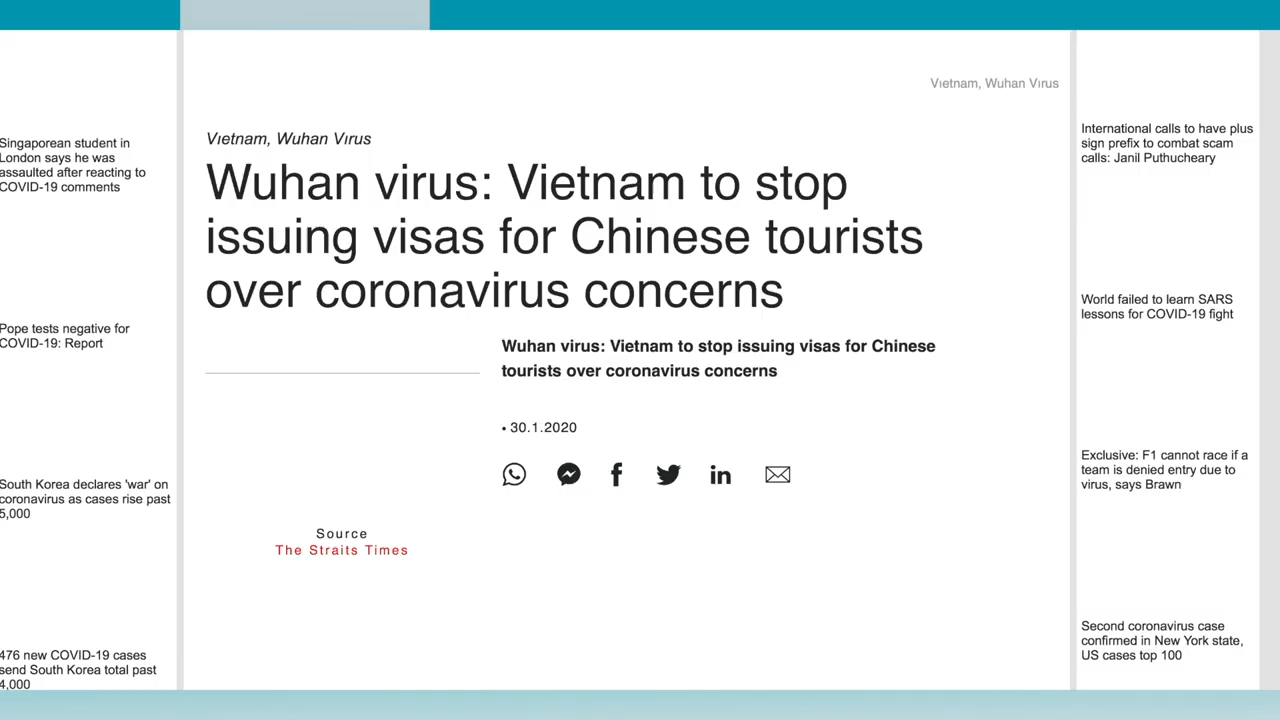 Vietnam, Wuhan Virus
Vietnam, Wuhan Virus
Wuhan virus: Vietnam to stop
issuing visas for Chinese tourists
over coronavirus concerns
Wuhan virus: Vietnam to stop issuing visas for Chinese
tourists over coronavirus concerns
• 30.1.2020
Source
The Straits Times
Singaporean student in
London says he was
assaulted after reacting to
COVID-19 comments
Pope tests negative for
COVID-19: Report
South Korea declares 'war' on
coronavirus as cases rise past
5,000
476 new COVID-19 cases
send South Korea total past
4,000
International calls to have plus
sign prefix to combat scam
calls: Janil Puthucheary
World failed to learn SARS
lessons for COVID-19 fight
Exclusive: F1 cannot race if a
team is denied entry due to
virus, says Brawn
Second coronavirus case
confirmed in New York state,
US cases top 100